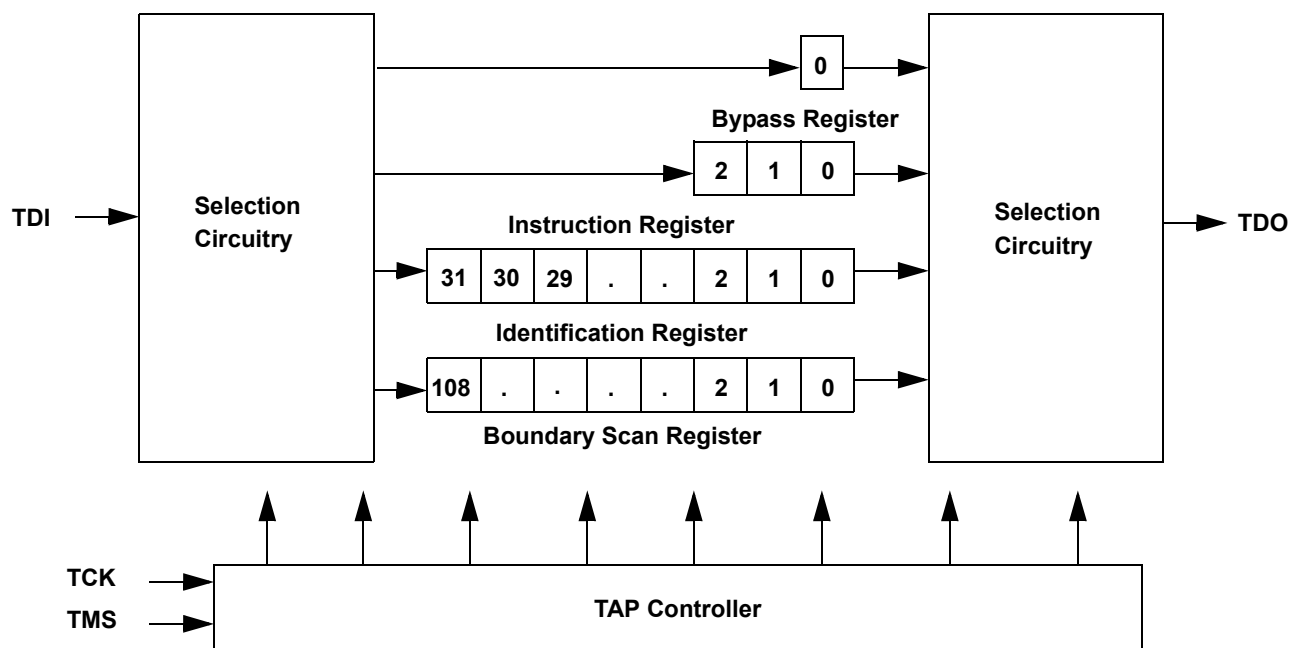 0
Bypass Register
2 1 0
TDI
Selection
Circuitry
Selection
Circuitry
TDO
Instruction Register
31 30 29 . . 2 1 0
Identification Register
108 . . . . 2 1 0
Boundary Scan Register
TCK
TMS
TAP Controller